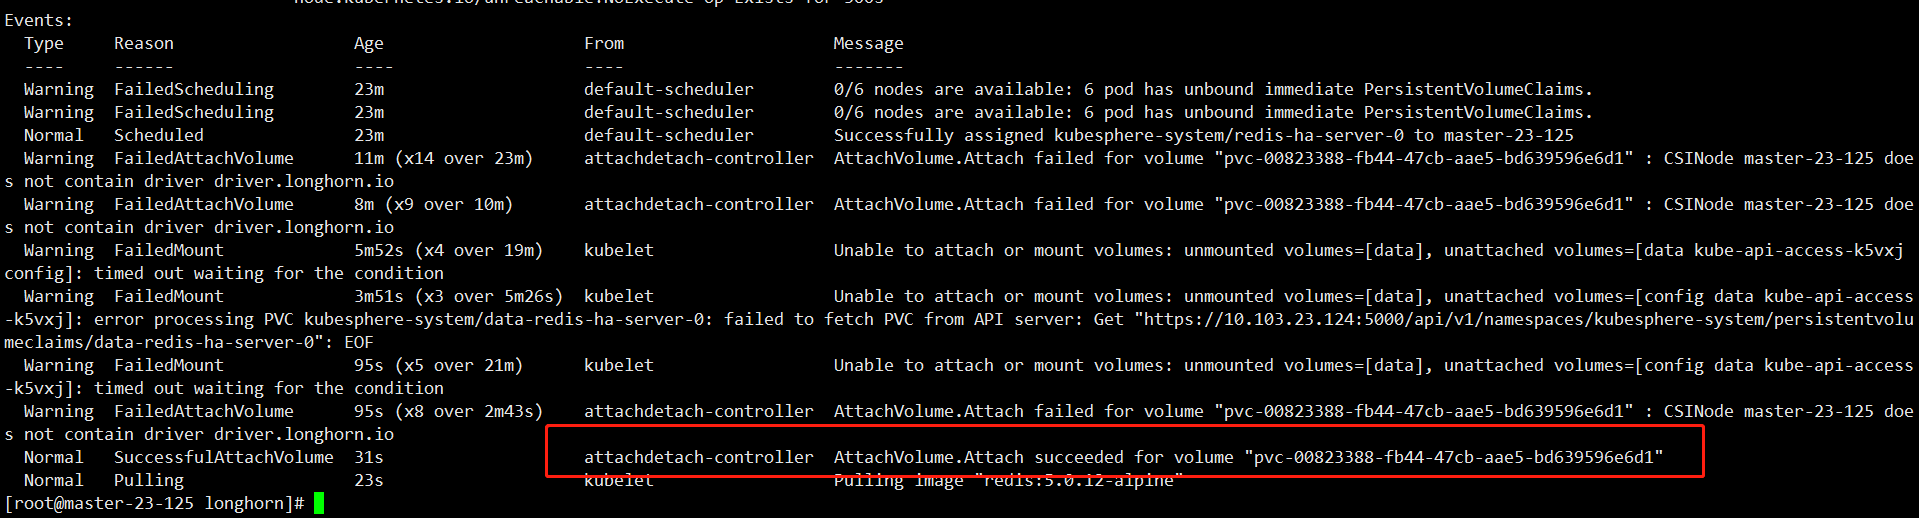 node.kubernetes.io/unreachable:NoExecute op=Exists for 300s
Events:
  Type     Reason                  Age                    From                     Message
  ----     ------                  ----                   ----                     -------
  Warning  FailedScheduling        23m                    default-scheduler        0/6 nodes are available: 6 pod has unbound immediate PersistentVolumeClaims.
  Warning  FailedScheduling        23m                    default-scheduler        0/6 nodes are available: 6 pod has unbound immediate PersistentVolumeClaims.
  Normal   Scheduled               23m                    default-scheduler        Successfully assigned kubesphere-system/redis-ha-server-0 to master-23-125
  Warning  FailedAttachVolume      11m (x14 over 23m)     attachdetach-controller  AttachVolume.Attach failed for volume "pvc-00823388-fb44-47cb-aae5-bd639596e6d1" : CSINode master-23-125 doe
s not contain driver driver.longhorn.io
  Warning  FailedAttachVolume      8m (x9 over 10m)       attachdetach-controller  AttachVolume.Attach failed for volume "pvc-00823388-fb44-47cb-aae5-bd639596e6d1" : CSINode master-23-125 doe
s not contain driver driver.longhorn.io
  Warning  FailedMount             5m52s (x4 over 19m)    kubelet                  Unable to attach or mount volumes: unmounted volumes=[data], unattached volumes=[data kube-api-access-k5vxj
config]: timed out waiting for the condition
  Warning  FailedMount             3m51s (x3 over 5m26s)  kubelet                  Unable to attach or mount volumes: unmounted volumes=[data], unattached volumes=[config data kube-api-access
-k5vxj]: error processing PVC kubesphere-system/data-redis-ha-server-0: failed to fetch PVC from API server: Get "https://10.103.23.124:5000/api/v1/namespaces/kubesphere-system/persistentvolu
meclaims/data-redis-ha-server-0": EOF
  Warning  FailedMount             95s (x5 over 21m)      kubelet                  Unable to attach or mount volumes: unmounted volumes=[data], unattached volumes=[config data kube-api-access
-k5vxj]: timed out waiting for the condition
  Warning  FailedAttachVolume      95s (x8 over 2m43s)    attachdetach-controller  AttachVolume.Attach failed for volume "pvc-00823388-fb44-47cb-aae5-bd639596e6d1" : CSINode master-23-125 doe
s not contain driver driver.longhorn.io
  Normal   SuccessfulAttachVolume  31s                    attachdetach-controller  AttachVolume.Attach succeeded for volume "pvc-00823388-fb44-47cb-aae5-bd639596e6d1"
  Normal   Pulling                 23s                    kubelet                  Pulling image "redis:5.0.12-alpine"
[root@master-23-125 longhorn]#